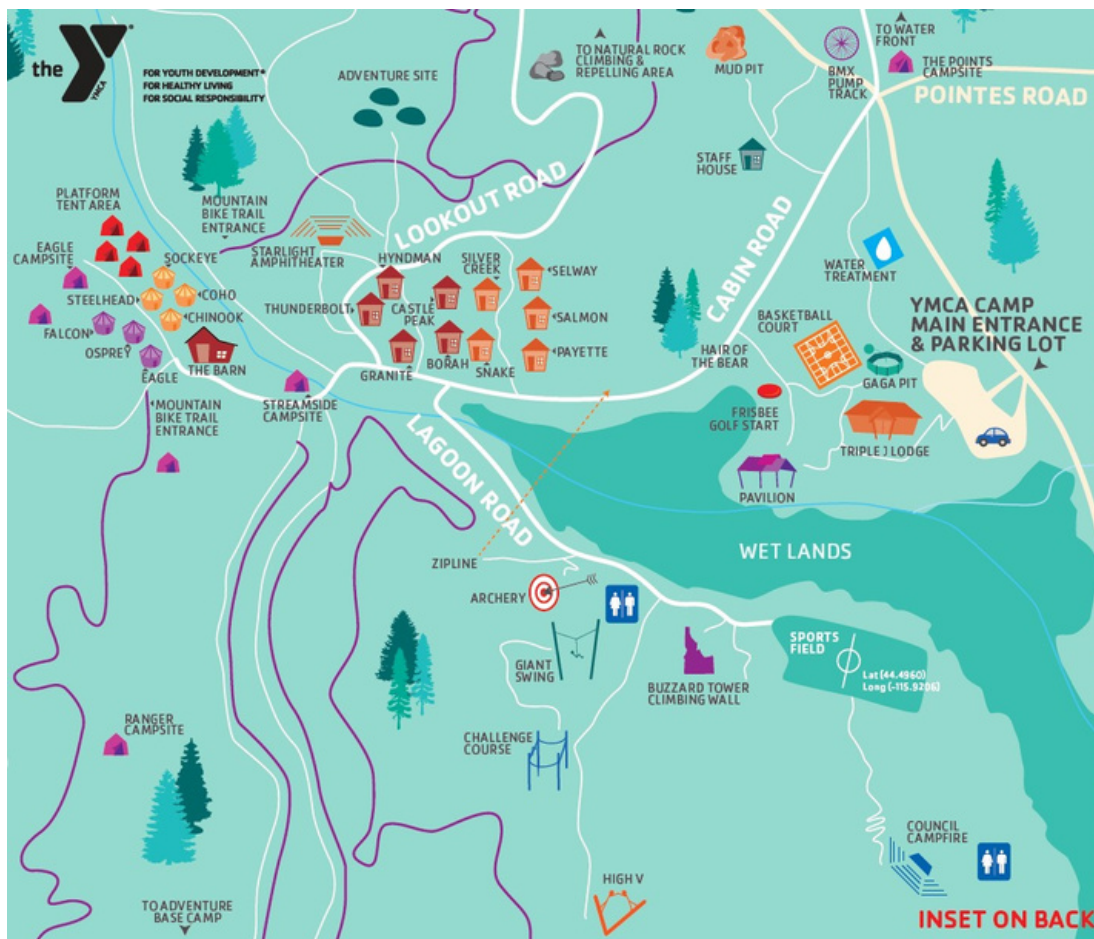 the
YMCA
FOR YOUTH DEVELOPMENT®
FOR HEALTHY LIVING
FOR SOCIAL RESPONSIBILITY
ADVENTURE SITE
TO NATURAL ROCK
CLIMBING &
REPELLING AREA
MUD PIT
BMX
PUMP
TRACK
TO WATER
FRONT
THE POINTS
CAMPSITE
POINTES ROAD
STAFF
HOUSE
PLATFORM
TENT AREA
MOUNTAIN
BIKE TRAIL
ENTRANCE
LOOKOUT ROAD
CABIN ROAD
EAGLE
CAMPSITE
SOCKEYE
STARLIGHT
AMPHITHEATER
HYNDMAN
SILVER
CREEK
SELWAY
WATER
TREATMENT
STEELHEAD
COHO
THUNDERBOLT
CASTLE
PEAK
SALMON
YMCA CAMP
MAIN ENTRANCE
& PARKING LOT
FALCON
CHINOOK
BASKETBALL
COURT
OSPREY
THE BARN
GRANITE
BORAH
SNAKE
PAYETTE
HAIR OF
THE BEAR
GAGA PIT
EAGLE
MOUNTAIN
BIKE TRAIL
ENTRANCE
STREAMSIDE
CAMPSITE
LAGOON ROAD
FRISBEE
GOLF START
TRIPLE J LODGE
PAVILION
WET LANDS
ZIPLINE
ARCHERY
SPORTS
FIELD
Lat (44.4960)
Long (-115.9206)
GIANT
SWING
BUZZARD TOWER
CLIMBING WALL
RANGER
CAMPSITE
CHALLENGE
COURSE
COUNCIL
CAMPFIRE
HIGH V
TO ADVENTURE
BASE CAMP
INSET ON BACK